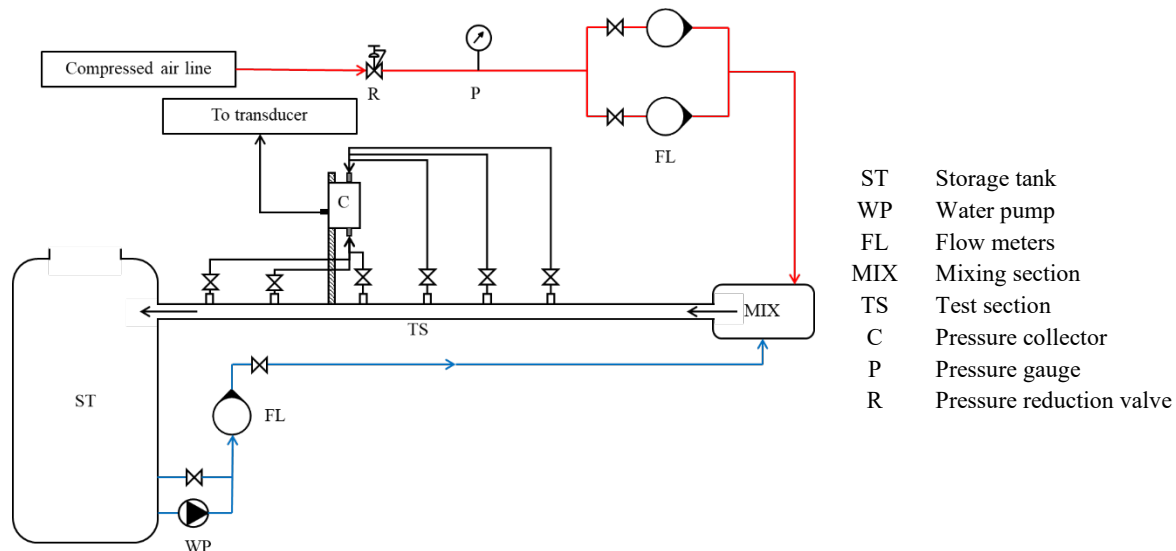 Compressed air line
R
P
To transducer
FL
C
MIX
TS
ST
FL
WP
ST Storage tank
WP Water pump
FL Flow meters
MIX Mixing section
TS Test section
C Pressure collector
P Pressure gauge
R Pressure reduction valve